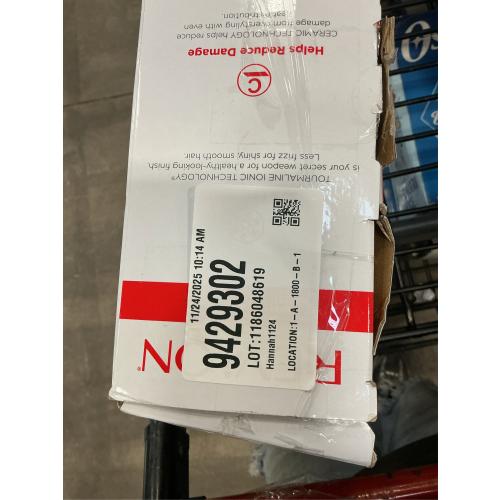 11/24/2025 10:14 AM
9429302
LOT:1186048619
Hannah1124
LOCATION:1-A-1800-B-1
TOURMALINE IONIC TECHNOLOGY®
is your secret weapon for a healthy-looking finish.
Less frizz for shiny, smooth hair.
C
Helps Reduce Damage
CERAMIC TECHNOLOGY helps reduce
damage from overstyling with even
heat distribution